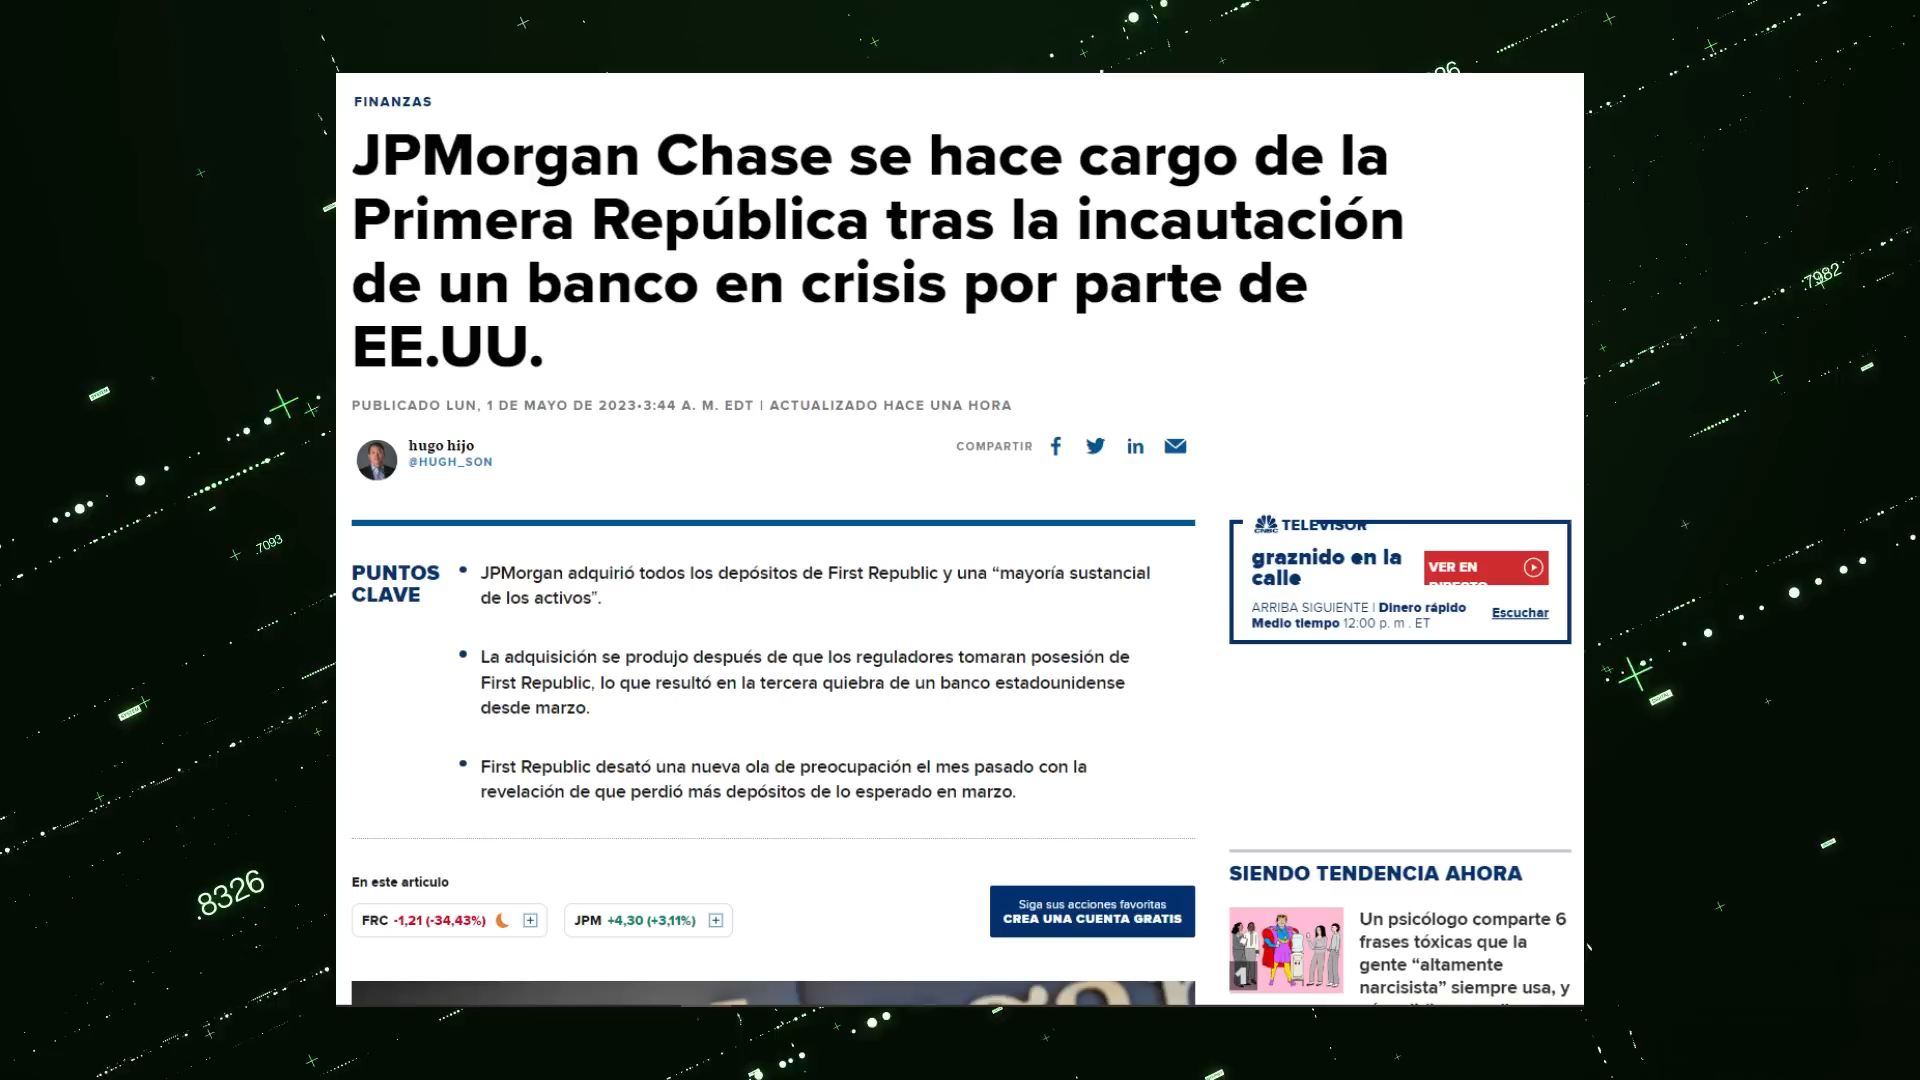 FINANZAS
JPMorgan Chase se hace cargo de la
Primera República tras la incautación
de un banco en crisis por parte de
EE.UU.
PUBLICADO LUN, 1 DE MAYO DE 2023•3:44 A. M. EDT | ACTUALIZADO HACE UNA HORA
hugo hijo
@HUGH_SON
COMPARTIR
PUNTOS
CLAVE
JPMorgan adquirió todos los depósitos de First Republic y una “mayoría sustancial
de los activos”.
La adquisición se produjo después de que los reguladores tomaran posesión de
First Republic, lo que resultó en la tercera quiebra de un banco estadounidense
desde marzo.
First Republic desató una nueva ola de preocupación el mes pasado con la
revelación de que perdió más depósitos de lo esperado en marzo.
En este articulo
FRC -1,21 (-34,43%)
JPM +4,30 (+3,11%)
Siga sus acciones favoritas
CREA UNA CUENTA GRATIS
CNBC TELEVISOR
graznido en la
calle
VER EN
DIRECTO
ARRIBA SIGUIENTE | Dinero rápido
Medio tiempo 12:00 p. m . ET
Escuchar
SIENDO TENDENCIA AHORA
1
Un psicólogo comparte 6
frases tóxicas que la
gente “altamente
narcisista” siempre usa, y
.7982
.7093
.8326